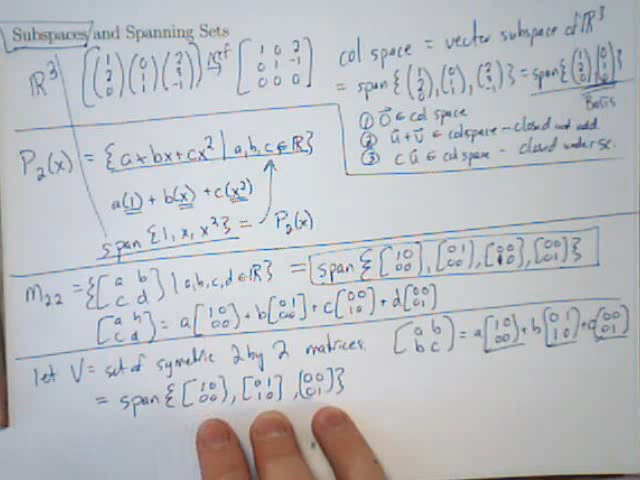 Subspaces and Spanning Sets
ℝ³ [(1 2 0) (0 1 1) (2 3 -1)] rref [1 0 2; 0 1 -1; 0 0 0]
col space = vector subspace of ℝ³
= span{(1 2 0), (0 1 1), (2 3 -1)} = span{(1 2 0), (0 1 1)}
Basis
① 0⃗ ∈ col space
② ū + v̄ ∈ col space - closed und add
③ c ū ∈ col space - closed under sc.
P₂(x) = {a+bx+cx² | a,b,c ∈ ℝ}
a(1) + b(x) + c(x²)
span {1, x, x²} = P₂(x)
M₂₂ = {[a b; c d] | a,b,c,d ∈ ℝ} = span{[1 0; 0 0], [0 1; 0 0], [0 0; 1 0], [0 0; 0 1]}
[a b; c d] = a[1 0; 0 0] + b[0 1; 0 0] + c[0 0; 1 0] + d[0 0; 0 1]
let V = set of symetric 2 by 2 matrices. [a b; b c] = a[1 0; 0 0] + b[0 1; 1 0] + c[0 0; 0 1]
= span{[1 0; 0 0], [0 1; 1 0], [0 0; 0 1]}